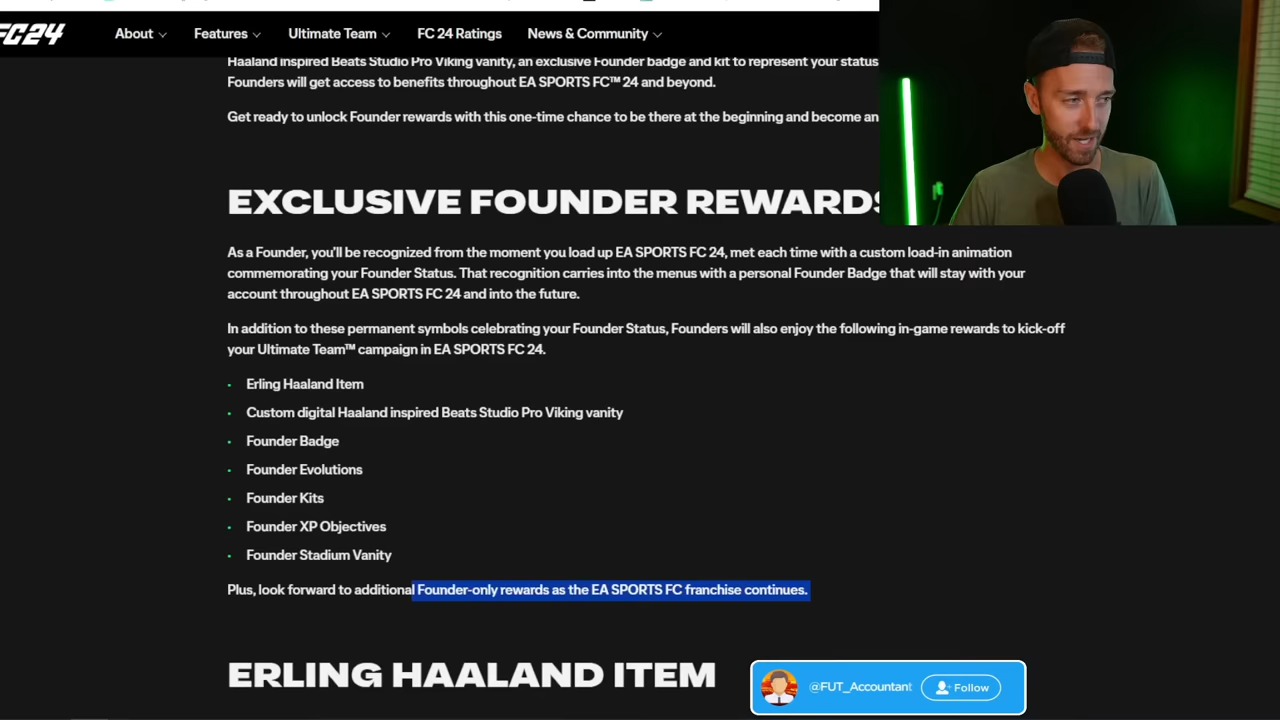 FC24
About
Features
Ultimate Team
FC 24 Ratings
News & Community
Haaland inspired Beats Studio Pro Viking vanity, an exclusive Founder badge and kit to represent your status
Founders will get access to benefits throughout EA SPORTS FC™ 24 and beyond.
Get ready to unlock Founder rewards with this one-time chance to be there at the beginning and become an
EXCLUSIVE FOUNDER REWARDS
As a Founder, you'll be recognized from the moment you load up EA SPORTS FC 24, met each time with a custom load-in animation
commemorating your Founder Status. That recognition carries into the menus with a personal Founder Badge that will stay with your
account throughout EA SPORTS FC 24 and into the future.
In addition to these permanent symbols celebrating your Founder Status, Founders will also enjoy the following in-game rewards to kick-off
your Ultimate Team™ campaign in EA SPORTS FC 24.
Erling Haaland Item
Custom digital Haaland inspired Beats Studio Pro Viking vanity
Founder Badge
Founder Evolutions
Founder Kits
Founder XP Objectives
Founder Stadium Vanity
Plus, look forward to additional Founder-only rewards as the EA SPORTS FC franchise continues.
ERLING HAALAND ITEM
@FUT_Accountant
Follow